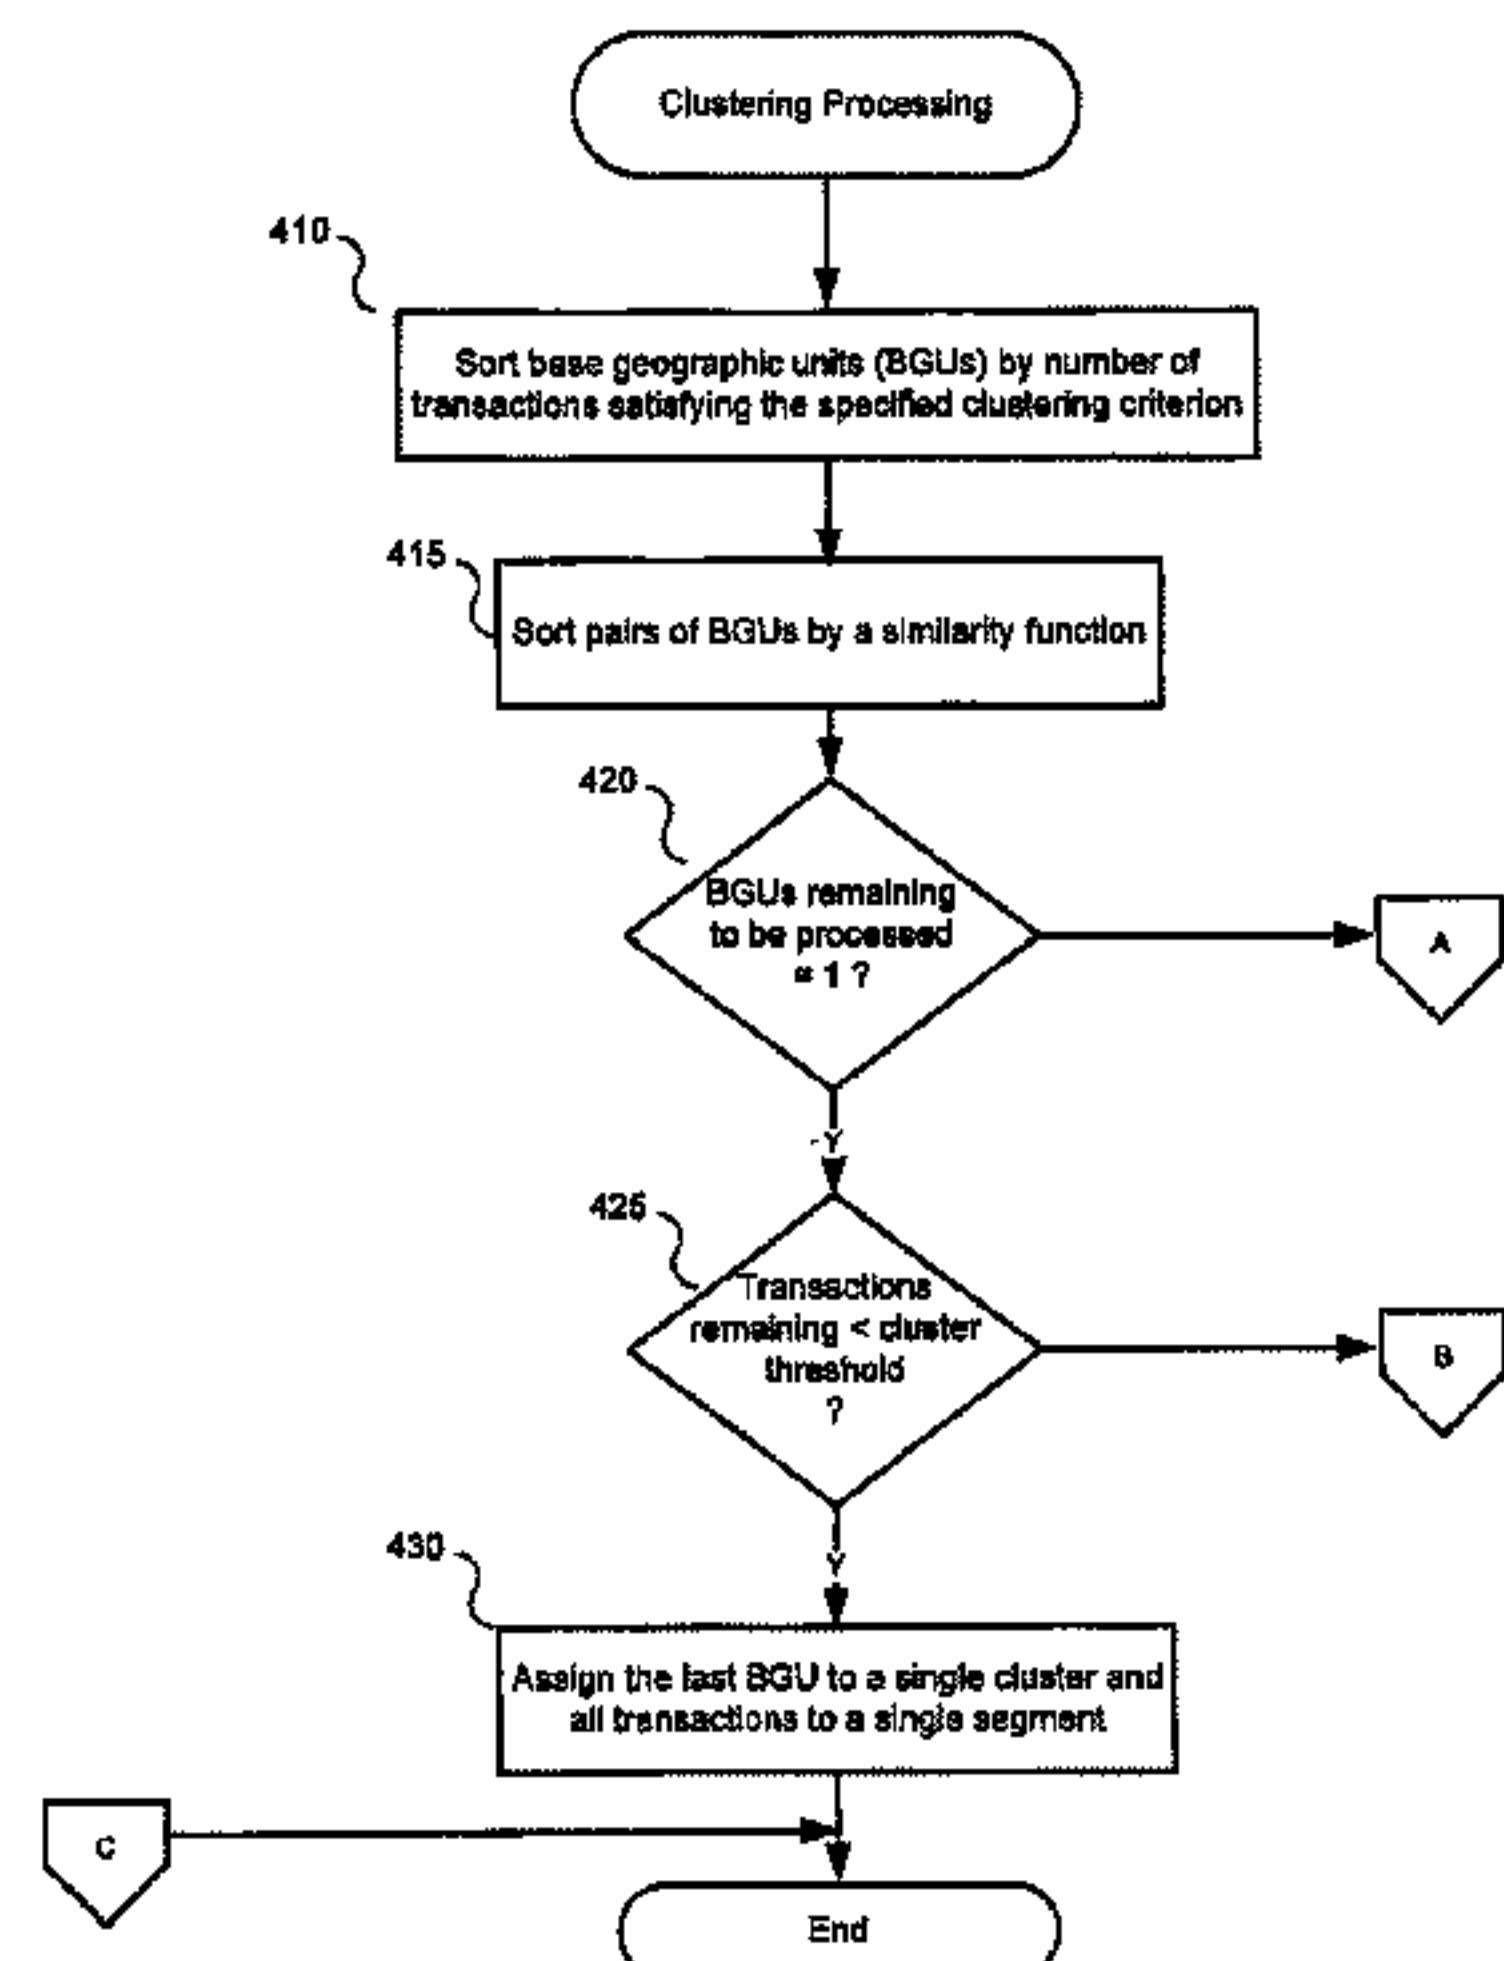 Clustering Processing
410
Sort base geographic units (BGUs) by number of
transactions satisfying the specified clustering criterion
415
Sort pairs of BGUs by a similarity function
420
BGUs remaining
to be processed
= 1 ?
A
Y
425
Transactions
remaining < cluster
threshold
?
B
Y
430
Assign the last BGU to a single cluster and
all transactions to a single segment
C
End